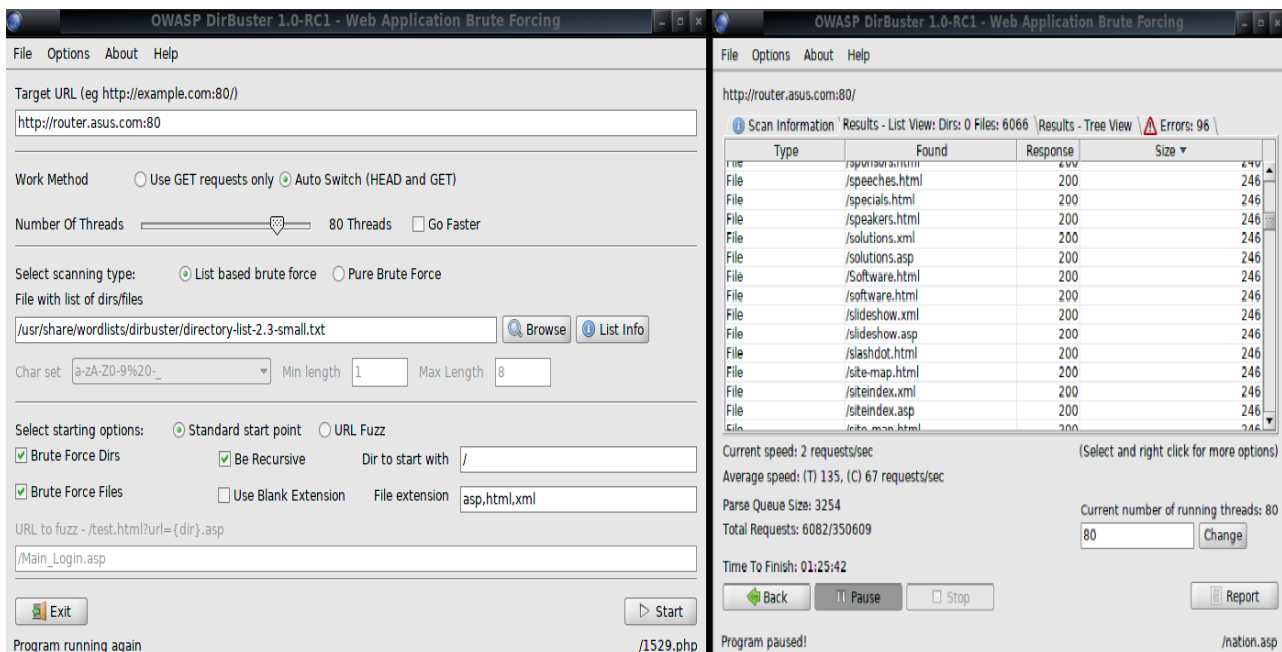 OWASP DirBuster 1.0-RC1 - Web Application Brute Forcing
File Options About Help
Target URL (eg http://example.com:80/)
http://router.asus.com:80
Work Method Use GET requests only Auto Switch (HEAD and GET)
Number Of Threads 80 Threads Go Faster
Select scanning type: List based brute force Pure Brute Force
File with list of dirs/files
/usr/share/wordlists/dirbuster/directory-list-2.3-small.txt Browse List Info
Char set a-zA-Z0-9%20-_ Min length 1 Max Length 8
Select starting options: Standard start point URL Fuzz
Brute Force Dirs Be Recursive Dir to start with /
Brute Force Files Use Blank Extension File extension asp,html,xml
URL to fuzz - /test.html?url={dir}.asp
/Main_Login.asp
Exit Start
Program running again /1529.php
OWASP DirBuster 1.0-RC1 - Web Application Brute Forcing
File Options About Help
http://router.asus.com:80/
Scan Information Results - List View: Dirs: 0 Files: 6066 Results - Tree View Errors: 96
Type Found Response Size
File /sponsors.html 200 246
File /speeches.html 200 246
File /specials.html 200 246
File /speakers.html 200 246
File /solutions.xml 200 246
File /solutions.asp 200 246
File /Software.html 200 246
File /software.html 200 246
File /slideshow.xml 200 246
File /slideshow.asp 200 246
File /slashdot.html 200 246
File /site-map.html 200 246
File /siteindex.xml 200 246
File /siteindex.asp 200 246
File /site_map.html 200 246
Current speed: 2 requests/sec (Select and right click for more options)
Average speed: (T) 135, (C) 67 requests/sec
Parse Queue Size: 3254 Current number of running threads: 80
Total Requests: 6082/350609 80 Change
Time To Finish: 01:25:42
Back Pause Stop Report
Program paused! /nation.asp